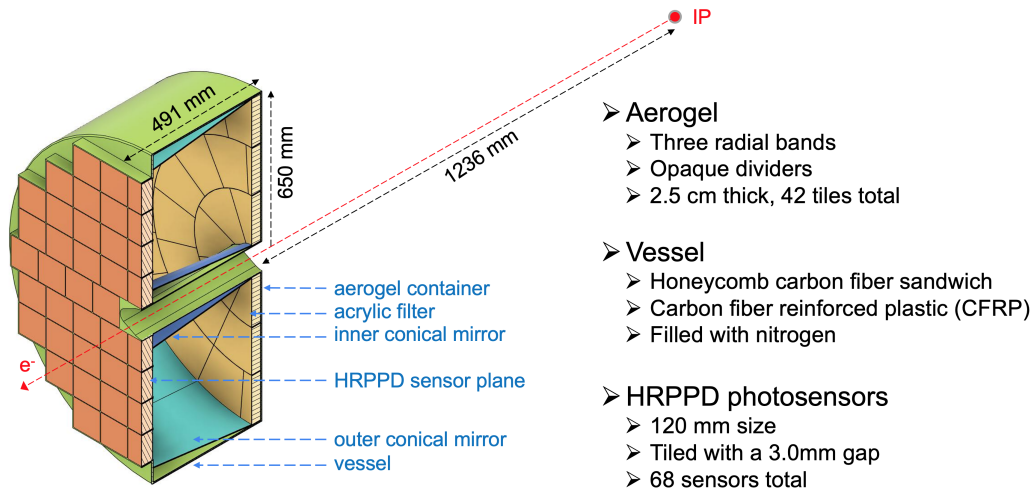 IP
491 mm
650 mm
1236 mm
aerogel container
acrylic filter
inner conical mirror
e-
HRPPD sensor plane
outer conical mirror
vessel
➢ Aerogel
➢ Three radial bands
➢ Opaque dividers
➢ 2.5 cm thick, 42 tiles total
➢ Vessel
➢ Honeycomb carbon fiber sandwich
➢ Carbon fiber reinforced plastic (CFRP)
➢ Filled with nitrogen
➢ HRPPD photosensors
➢ 120 mm size
➢ Tiled with a 3.0mm gap
➢ 68 sensors total